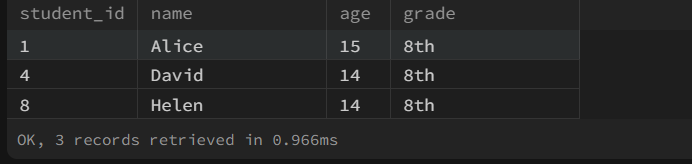 student_id name age grade
1 Alice 15 8th
4 David 14 8th
8 Helen 14 8th
OK, 3 records retrieved in 0.966ms